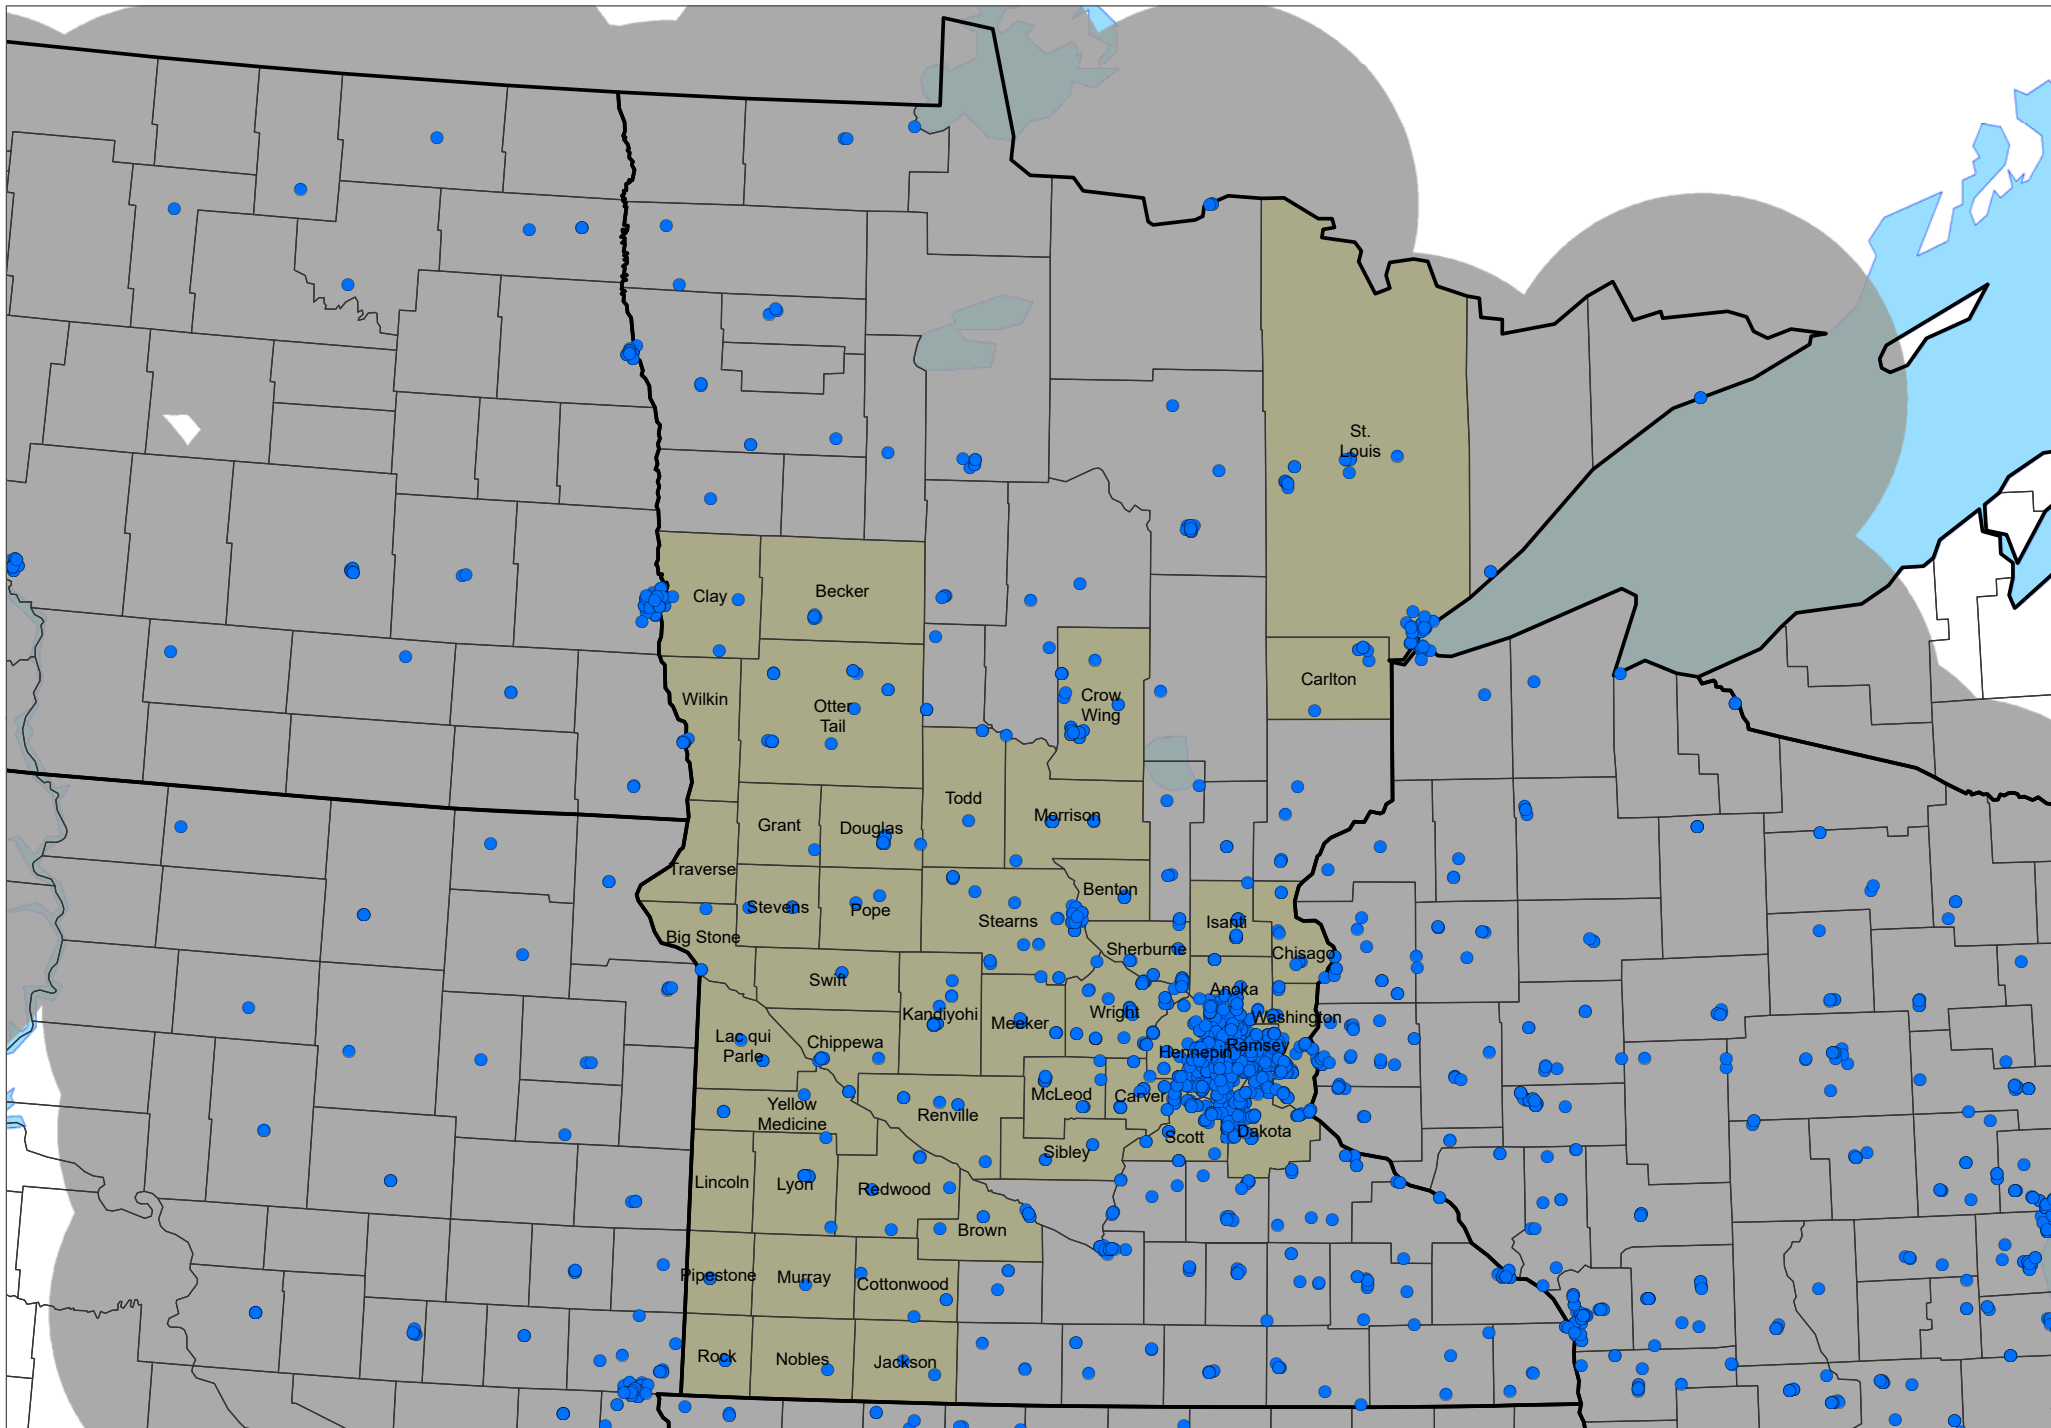 St.
Louis
Clay
Becker
Carlton
Wilkin
Otter
Tail
Crow
Wing
Todd
Morrison
Grant
Douglas
Traverse
Benton
Stevens
Pope
Stearns
Isanti
Big Stone
Sherburne
Chisago
Swift
Anoka
Kandiyohi
Meeker
Wright
Washington
Lac qui
Parle
Chippewa
Hennepin
Ramsey
McLeod
Carver
Yellow
Medicine
Renville
Scott
Dakota
Sibley
Lincoln
Lyon
Redwood
Brown
Pipestone
Murray
Cottonwood
Rock
Nobles
Jackson